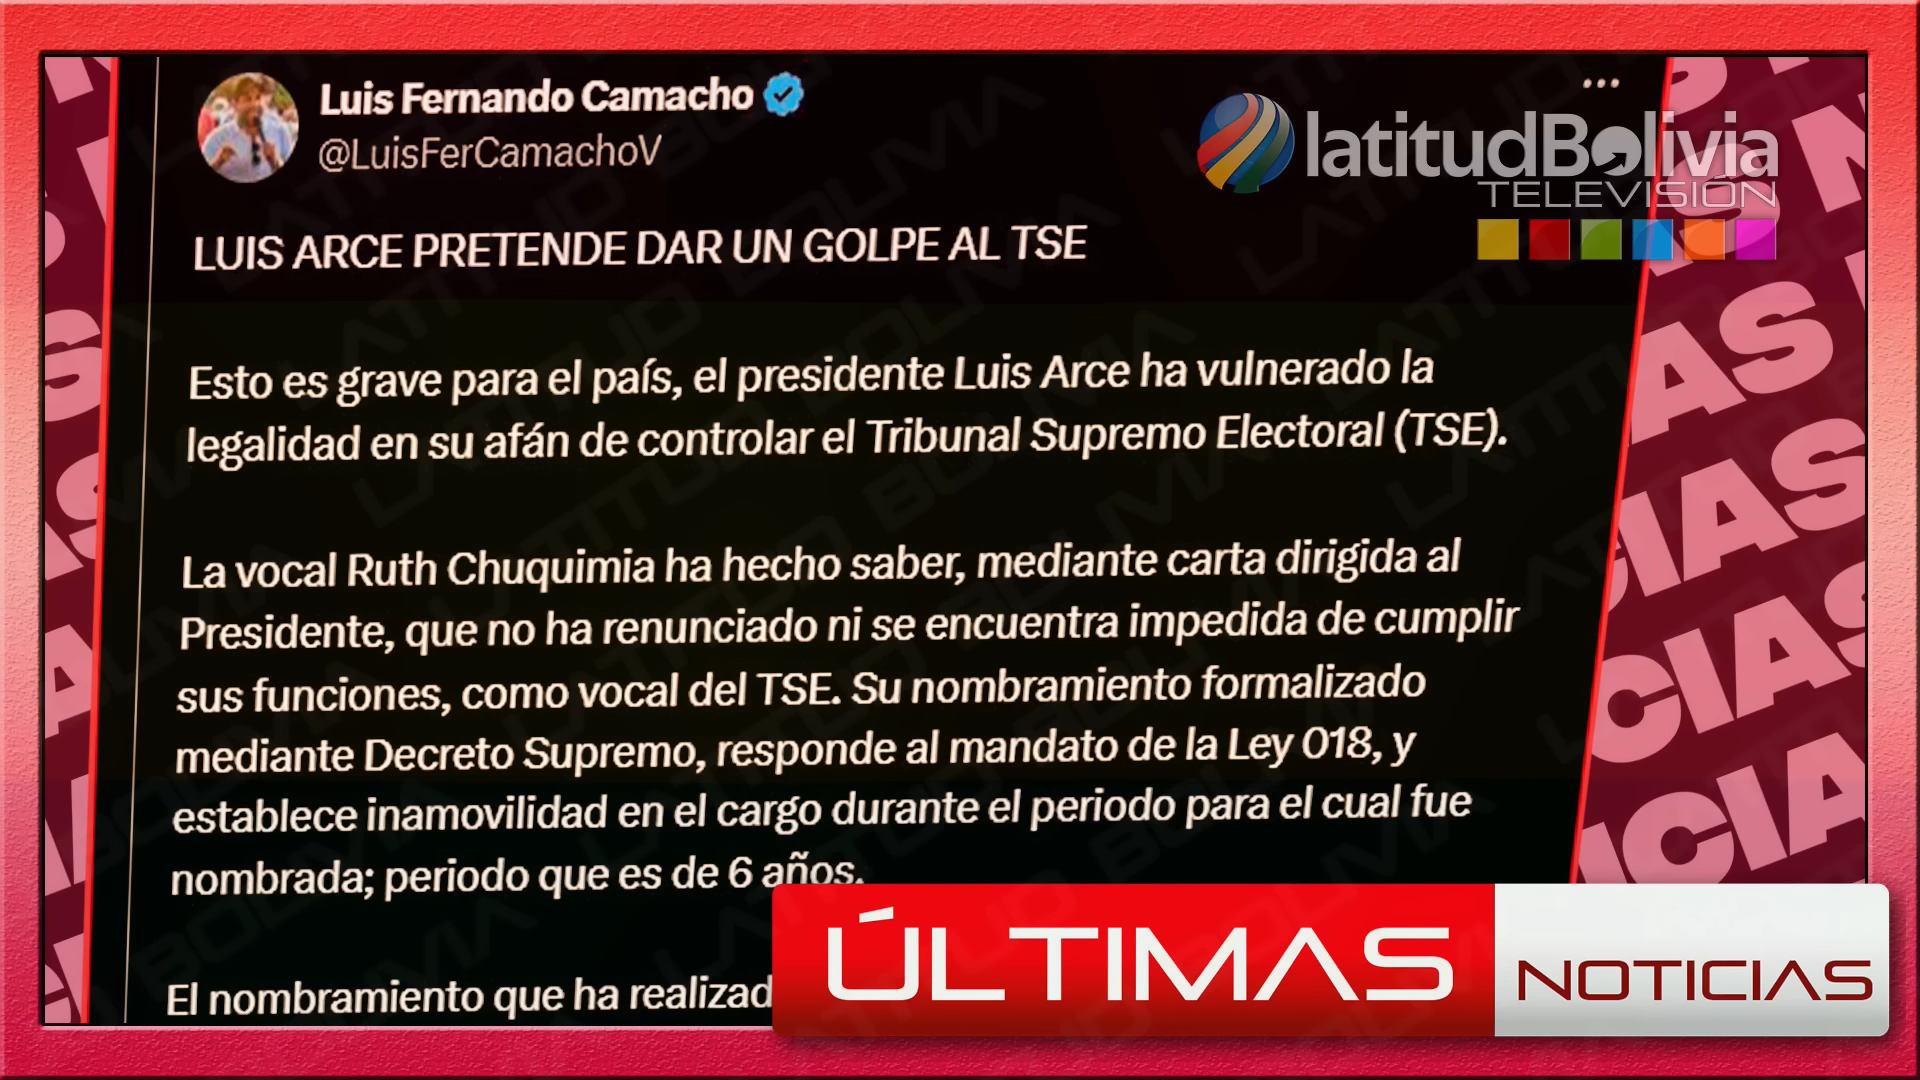 Luis Fernando Camacho
@LuisFerCamachoV
latitudBolivia
TELEVISIÓN
LUIS ARCE PRETENDE DAR UN GOLPE AL TSE
Esto es grave para el país, el presidente Luis Arce ha vulnerado la
legalidad en su afán de controlar el Tribunal Supremo Electoral (TSE).
La vocal Ruth Chuquimia ha hecho saber, mediante carta dirigida al
Presidente, que no ha renunciado ni se encuentra impedida de cumplir
sus funciones, como vocal del TSE. Su nombramiento formalizado
mediante Decreto Supremo, responde al mandato de la Ley 018, y
establece inamovilidad en el cargo durante el periodo para el cual fue
nombrada; periodo que es de 6 años.
El nombramiento que ha realizad
ÚLTIMAS NOTICIAS